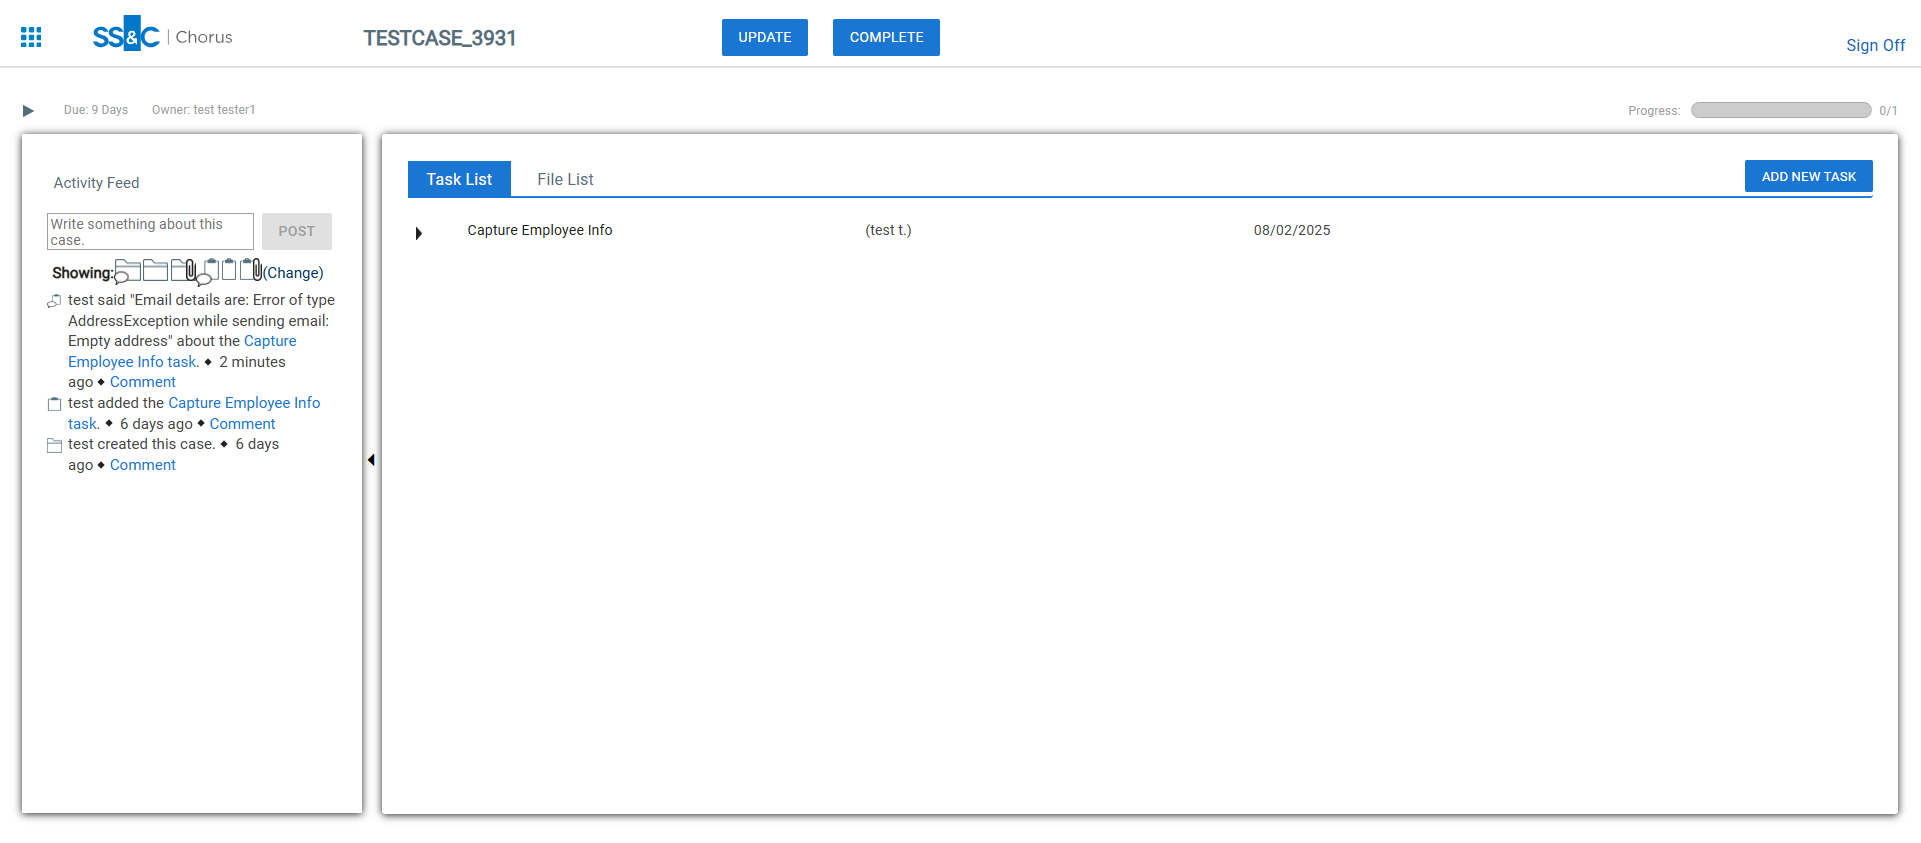 SS&C | Chorus
TESTCASE_3931
UPDATE
COMPLETE
Sign Off
Due: 9 Days
Owner: test tester1
Progress:
0/1
Activity Feed
Write something about this
case.
POST
Showing:
(Change)
test said "Email details are: Error of type
AddressException while sending email:
Empty address" about the Capture
Employee Info task. ◆ 2 minutes
ago ◆ Comment
test added the Capture Employee Info
task. ◆ 6 days ago ◆ Comment
test created this case. ◆ 6 days
ago ◆ Comment
Task List
File List
ADD NEW TASK
Capture Employee Info
(test t.)
08/02/2025